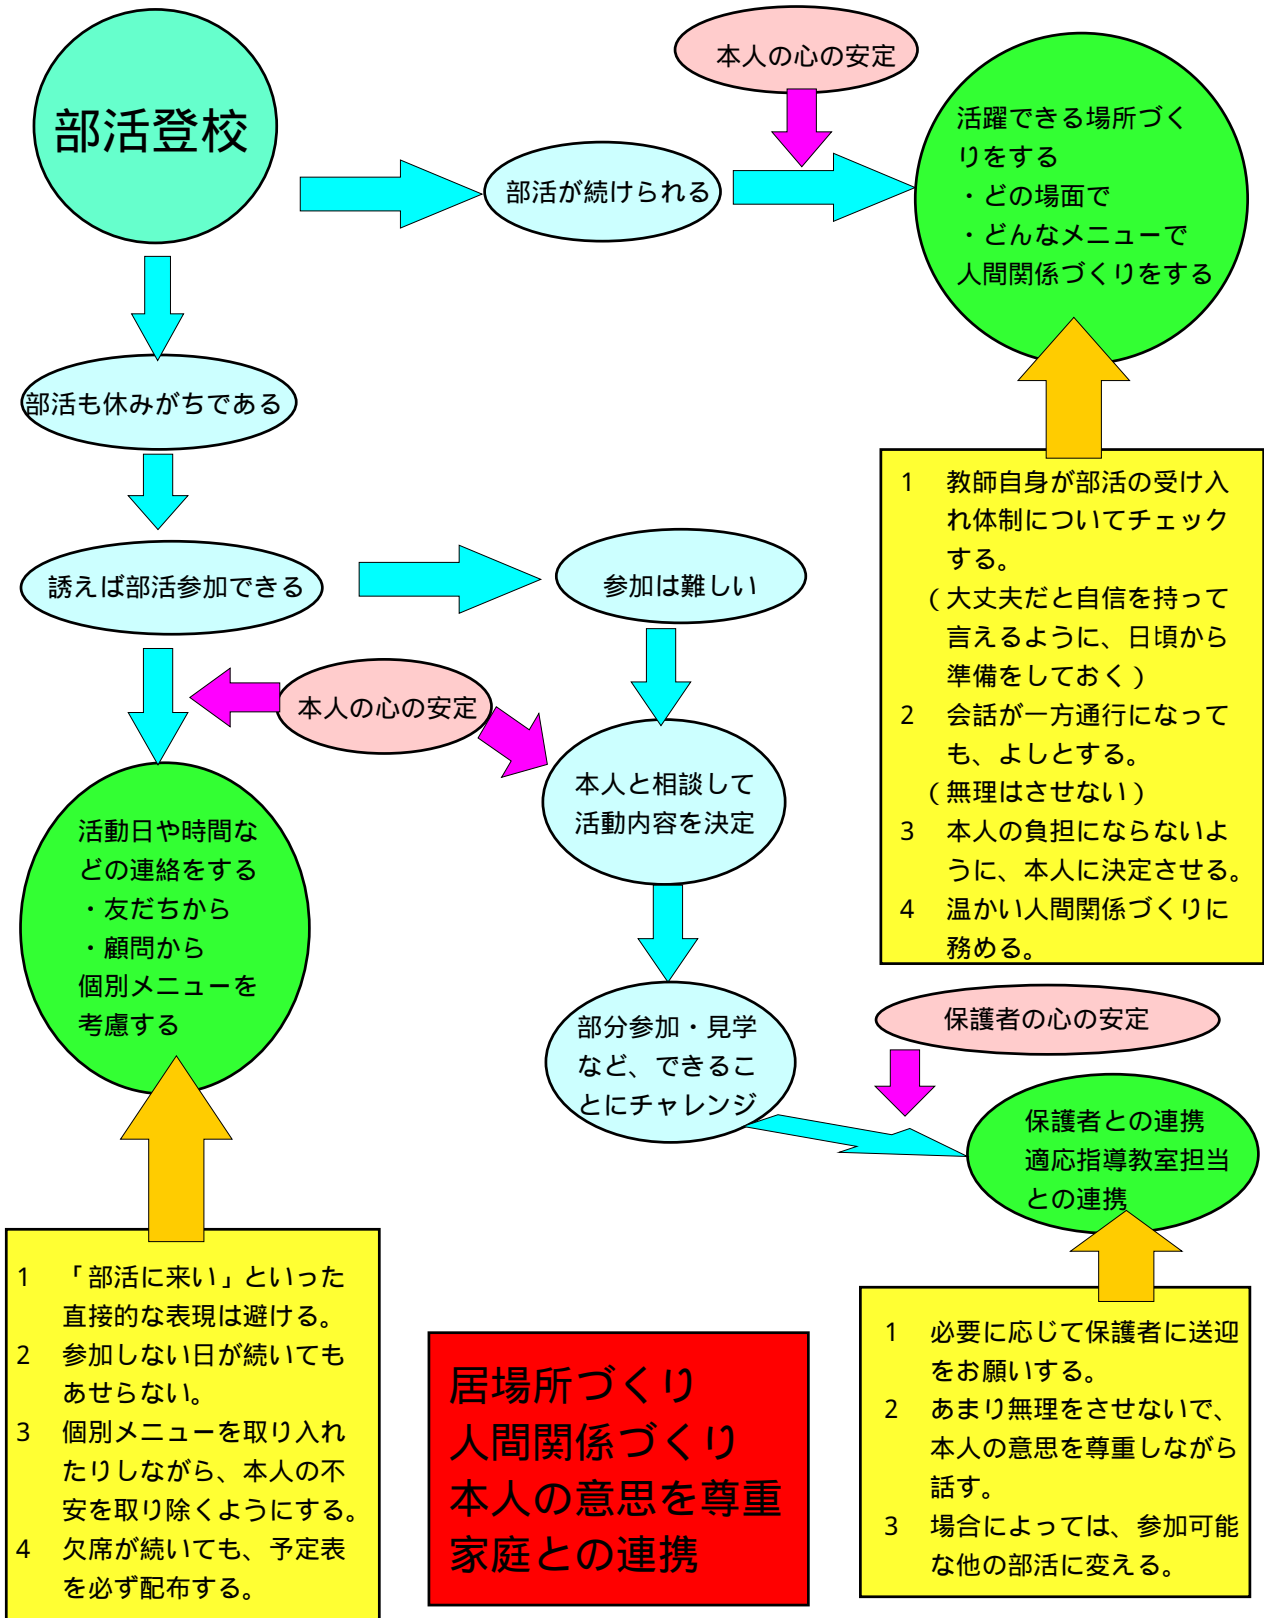 部活登校
本人の心の安定
部活が続けられる
活躍できる場所づく
りをする
・どの場面で
・どんなメニューで
人間関係づくりをする
部活も休みがちである
誘えば部活参加できる
参加は難しい
本人の心の安定
本人と相談して
活動内容を決定
1 教師自身が部活の受け入
れ体制についてチェック
する。
(大丈夫だと自信を持って
言えるように、日頃から
準備をしておく)
2 会話が一方通行になって
も、よしとする。
(無理はさせない)
3 本人の負担にならないよ
うに、本人に決定させる。
4 温かい人間関係づくりに
務める。
活動日や時間な
どの連絡をする
・友だちから
・顧問から
個別メニューを
考慮する
部分参加・見学
など、できるこ
とにチャレンジ
保護者の心の安定
保護者との連携
適応指導教室担当
との連携
1 「部活に来い」といった
直接的な表現は避ける。
2 参加しない日が続いても
あせらない。
3 個別メニューを取り入れ
たりしながら、本人の不
安を取り除くようにする。
4 欠席が続いても、予定表
を必ず配布する。
居場所づくり
人間関係づくり
本人の意思を尊重
家庭との連携
1 必要に応じて保護者に送迎
をお願いする。
2 あまり無理をさせないで、
本人の意思を尊重しながら
話す。
3 場合によっては、参加可能
な他の部活に変える。